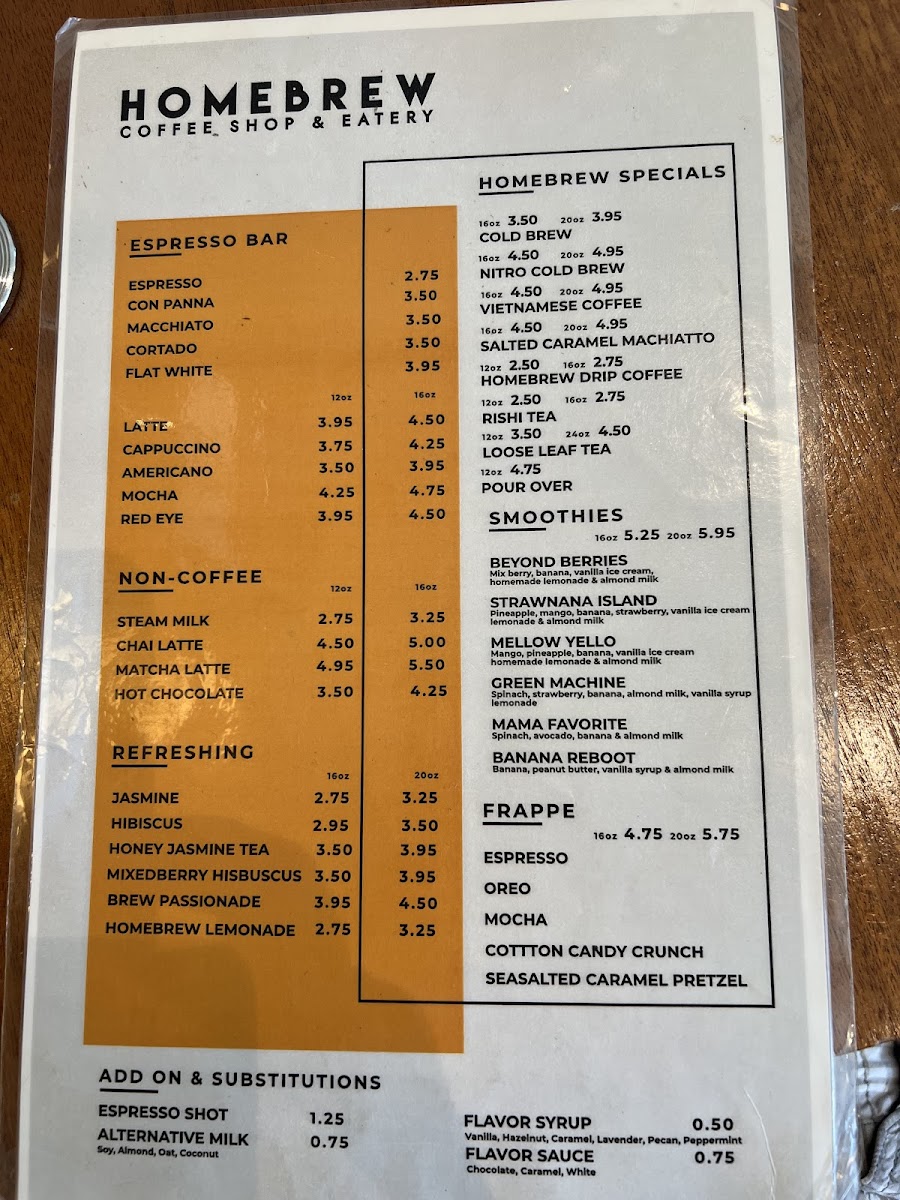 HOMEBREW
COFFEE SHOP & EATERY
ESPRESSO BAR
ESPRESSO 2.75
CON PANNA 3.50
MACCHIATO 3.50
CORTADO 3.50
FLAT WHITE 3.95
12oz 16oz
LATTE 3.95 4.50
CAPPUCCINO 3.75 4.25
AMERICANO 3.50 3.95
MOCHA 4.25 4.75
RED EYE 3.95 4.50
NON-COFFEE
12oz 16oz
STEAM MILK 2.75 3.25
CHAI LATTE 4.50 5.00
MATCHA LATTE 4.95 5.50
HOT CHOCOLATE 3.50 4.25
REFRESHING
16oz 20oz
JASMINE 2.75 3.25
HIBISCUS 2.95 3.50
HONEY JASMINE TEA 3.50 3.95
MIXEDBERRY HISBUSCUS 3.50 3.95
BREW PASSIONADE 3.95 4.50
HOMEBREW LEMONADE 2.75 3.25
HOMEBREW SPECIALS
16oz 3.50 20oz 3.95
COLD BREW
16oz 4.50 20oz 4.95
NITRO COLD BREW
16oz 4.50 20oz 4.95
VIETNAMESE COFFEE
16oz 4.50 20oz 4.95
SALTED CARAMEL MACHIATTO
12oz 2.50 16oz 2.75
HOMEBREW DRIP COFFEE
12oz 2.50 16oz 2.75
RISHI TEA
12oz 3.50 24oz 4.50
LOOSE LEAF TEA
12oz 4.75
POUR OVER
SMOOTHIES
16oz 5.25 20oz 5.95
BEYOND BERRIES
Mix berry, banana, vanilla ice cream,
homemade lemonade & almond milk
STRAWNANA ISLAND
Pineapple, mango, banana, strawberry, vanilla ice cream
lemonade & almond milk
MELLOW YELLO
Mango, pineapple, banana, vanilla ice cream
homemade lemonade & almond milk
GREEN MACHINE
Spinach, strawberry, banana, almond milk, vanilla syrup
lemonade
MAMA FAVORITE
Spinach, avocado, banana & almond milk
BANANA REBOOT
Banana, peanut butter, vanilla syrup & almond milk
FRAPPE
16oz 4.75 20oz 5.75
ESPRESSO
OREO
MOCHA
COTTTON CANDY CRUNCH
SEASALTED CARAMEL PRETZEL
ADD ON & SUBSTITUTIONS
ESPRESSO SHOT 1.25
ALTERNATIVE MILK 0.75
Soy, Almond, Oat, Coconut
FLAVOR SYRUP 0.50
Vanilla, Hazelnut, Caramel, Lavender, Pecan, Peppermint
FLAVOR SAUCE 0.75
Chocolate, Caramel, White